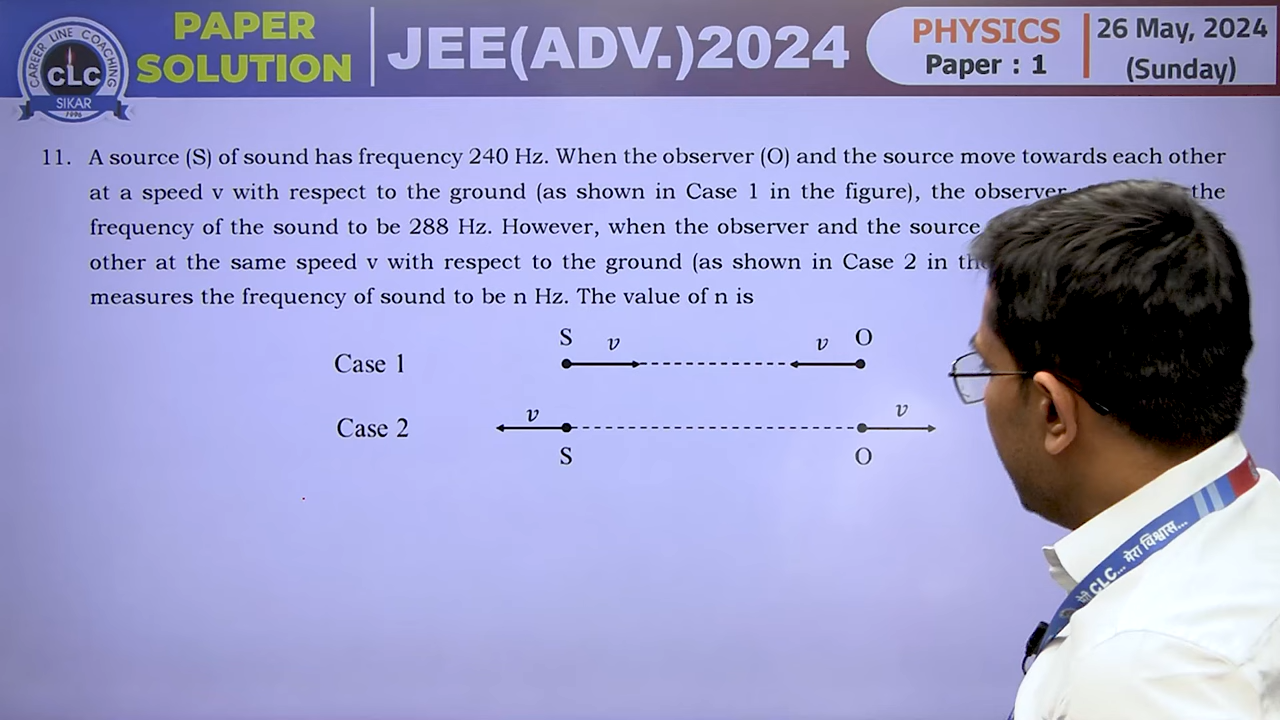 CAREER LINE COACHING
CLC
SIKAR
1996
PAPER
SOLUTION
JEE(ADV.)2024
PHYSICS
Paper : 1
26 May, 2024
(Sunday)
11. A source (S) of sound has frequency 240 Hz. When the observer (O) and the source move towards each other
at a speed v with respect to the ground (as shown in Case 1 in the figure), the observer the
frequency of the sound to be 288 Hz. However, when the observer and the source
other at the same speed v with respect to the ground (as shown in Case 2 in
measures the frequency of sound to be n Hz. The value of n is
S v v O
Case 1
v v
Case 2
S O
मेरी CLC... मेरा विश्वास...